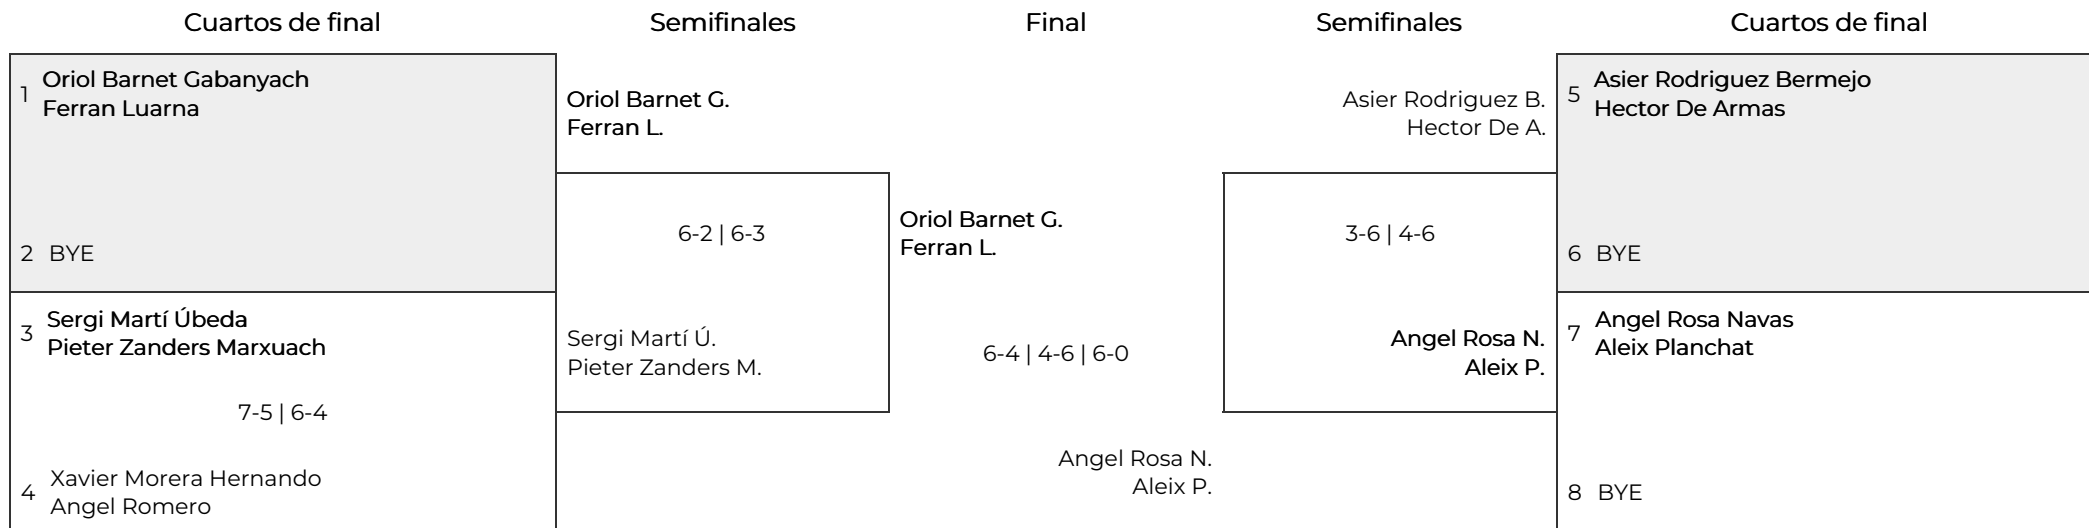 Cuartos de final
Semifinales
Final
Semifinales
Cuartos de final
1
Oriol Barnet Gabanyach
Ferran Luarna
2 BYE
3
Sergi Martí Úbeda
Pieter Zanders Marxuach
7-5 | 6-4
4
Xavier Morera Hernando
Angel Romero
Oriol Barnet G.
Ferran L.
6-2 | 6-3
Sergi Martí Ú.
Pieter Zanders M.
Oriol Barnet G.
Ferran L.
6-4 | 4-6 | 6-0
Angel Rosa N.
Aleix P.
Asier Rodriguez B.
Hector De A.
3-6 | 4-6
Angel Rosa N.
Aleix P.
5
Asier Rodriguez Bermejo
Hector De Armas
6 BYE
7
Angel Rosa Navas
Aleix Planchat
8 BYE